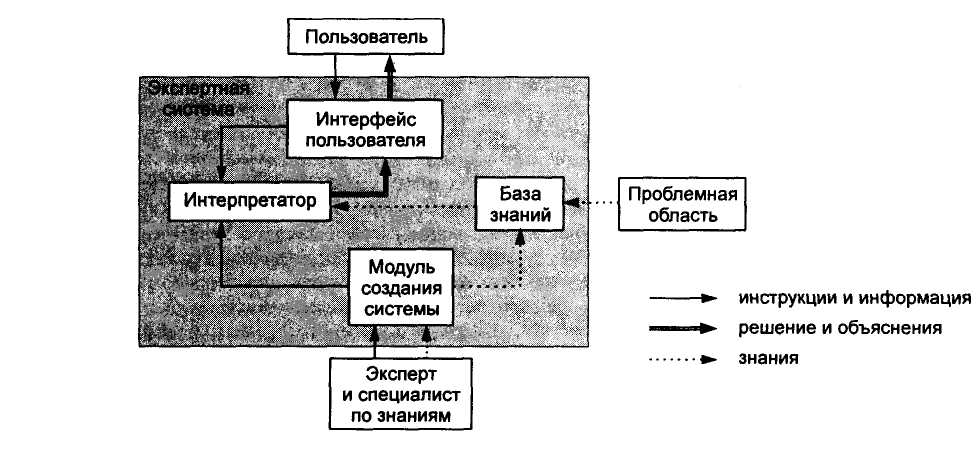 Пользователь
Экспертная
система
Интерфейс
пользователя
Интерпретатор
База
знаний
Проблемная
область
Модуль
создания
системы
инструкции и информация
решение и объяснения
знания
Эксперт
и специалист
по знаниям